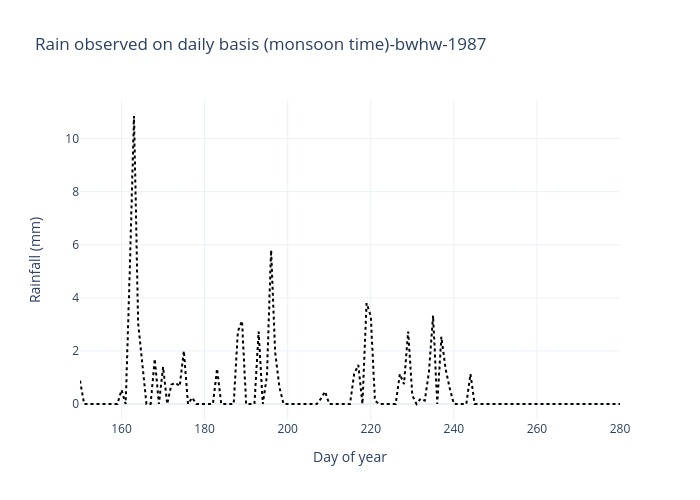 Rain observed on daily basis (monsoon time)-bwhw-1987
Rainfall (mm)
10
8
6
4
2
0
160 180 200 220 240 260 280
Day of year